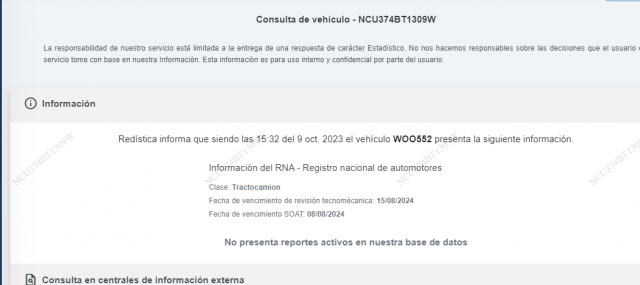 Consulta de vehículo - NCU374BT1309W
La responsabilidad de nuestro servicio está limitada a la entrega de una respuesta de carácter Estadístico. No nos hacemos responsables sobre las decisiones que el usuario
servicio tome con base en nuestra Información. Esta información es para uso interno y confidencial por parte del usuario.
Información
Redística informa que siendo las 15:32 del 9 oct. 2023 el vehículo WOO552 presenta la siguiente información.
NCU374BT1309W
NCU374BT1309W
NCU374BT1309W
NCU374BT1309W
Información del RNA - Registro nacional de automotores
Clase: Tractocamion
Fecha de vencimiento de revisión tecnomécanica: 15/08/2024
Fecha de vencimiento SOAT: 08/08/2024
No presenta reportes activos en nuestra base de datos
Consulta en centrales de información externa